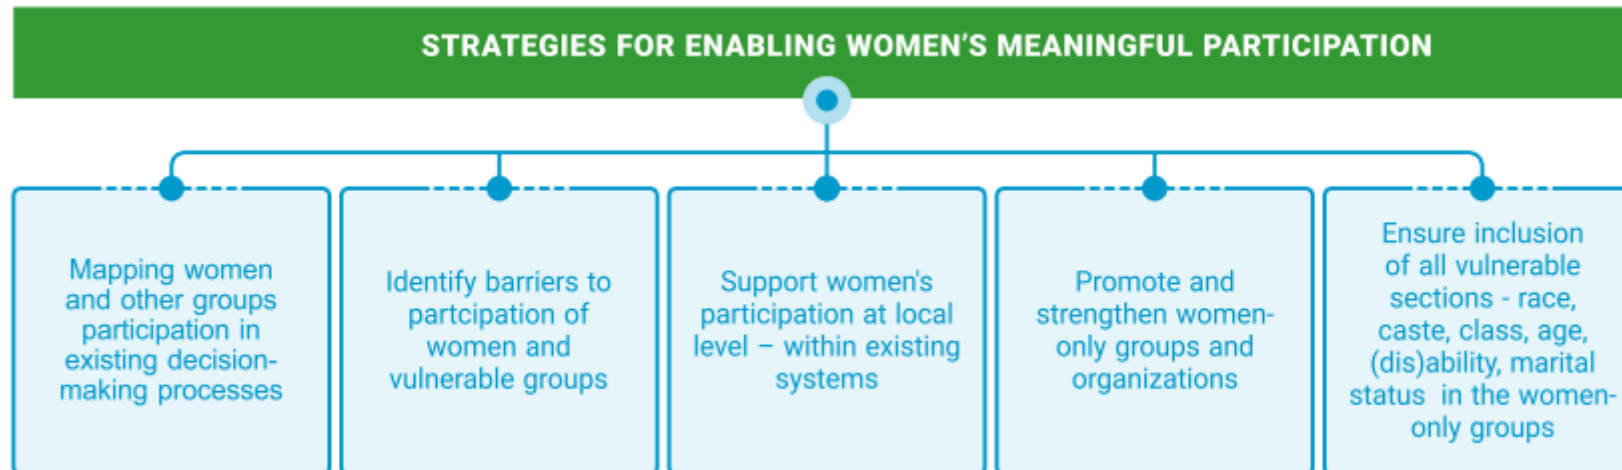 STRATEGIES FOR ENABLING WOMEN’S MEANINGFUL PARTICIPATION
Mapping women
and other groups
participation in
existing decision-
making processes
Identify barriers to
partcipation of
women and
vulnerable groups
Support women's
participation at local
level – within existing
systems
Promote and
strengthen women-
only groups and
organizations
Ensure inclusion
of all vulnerable
sections - race,
caste, class, age,
(dis)ability, marital
status  in the women-
only groups